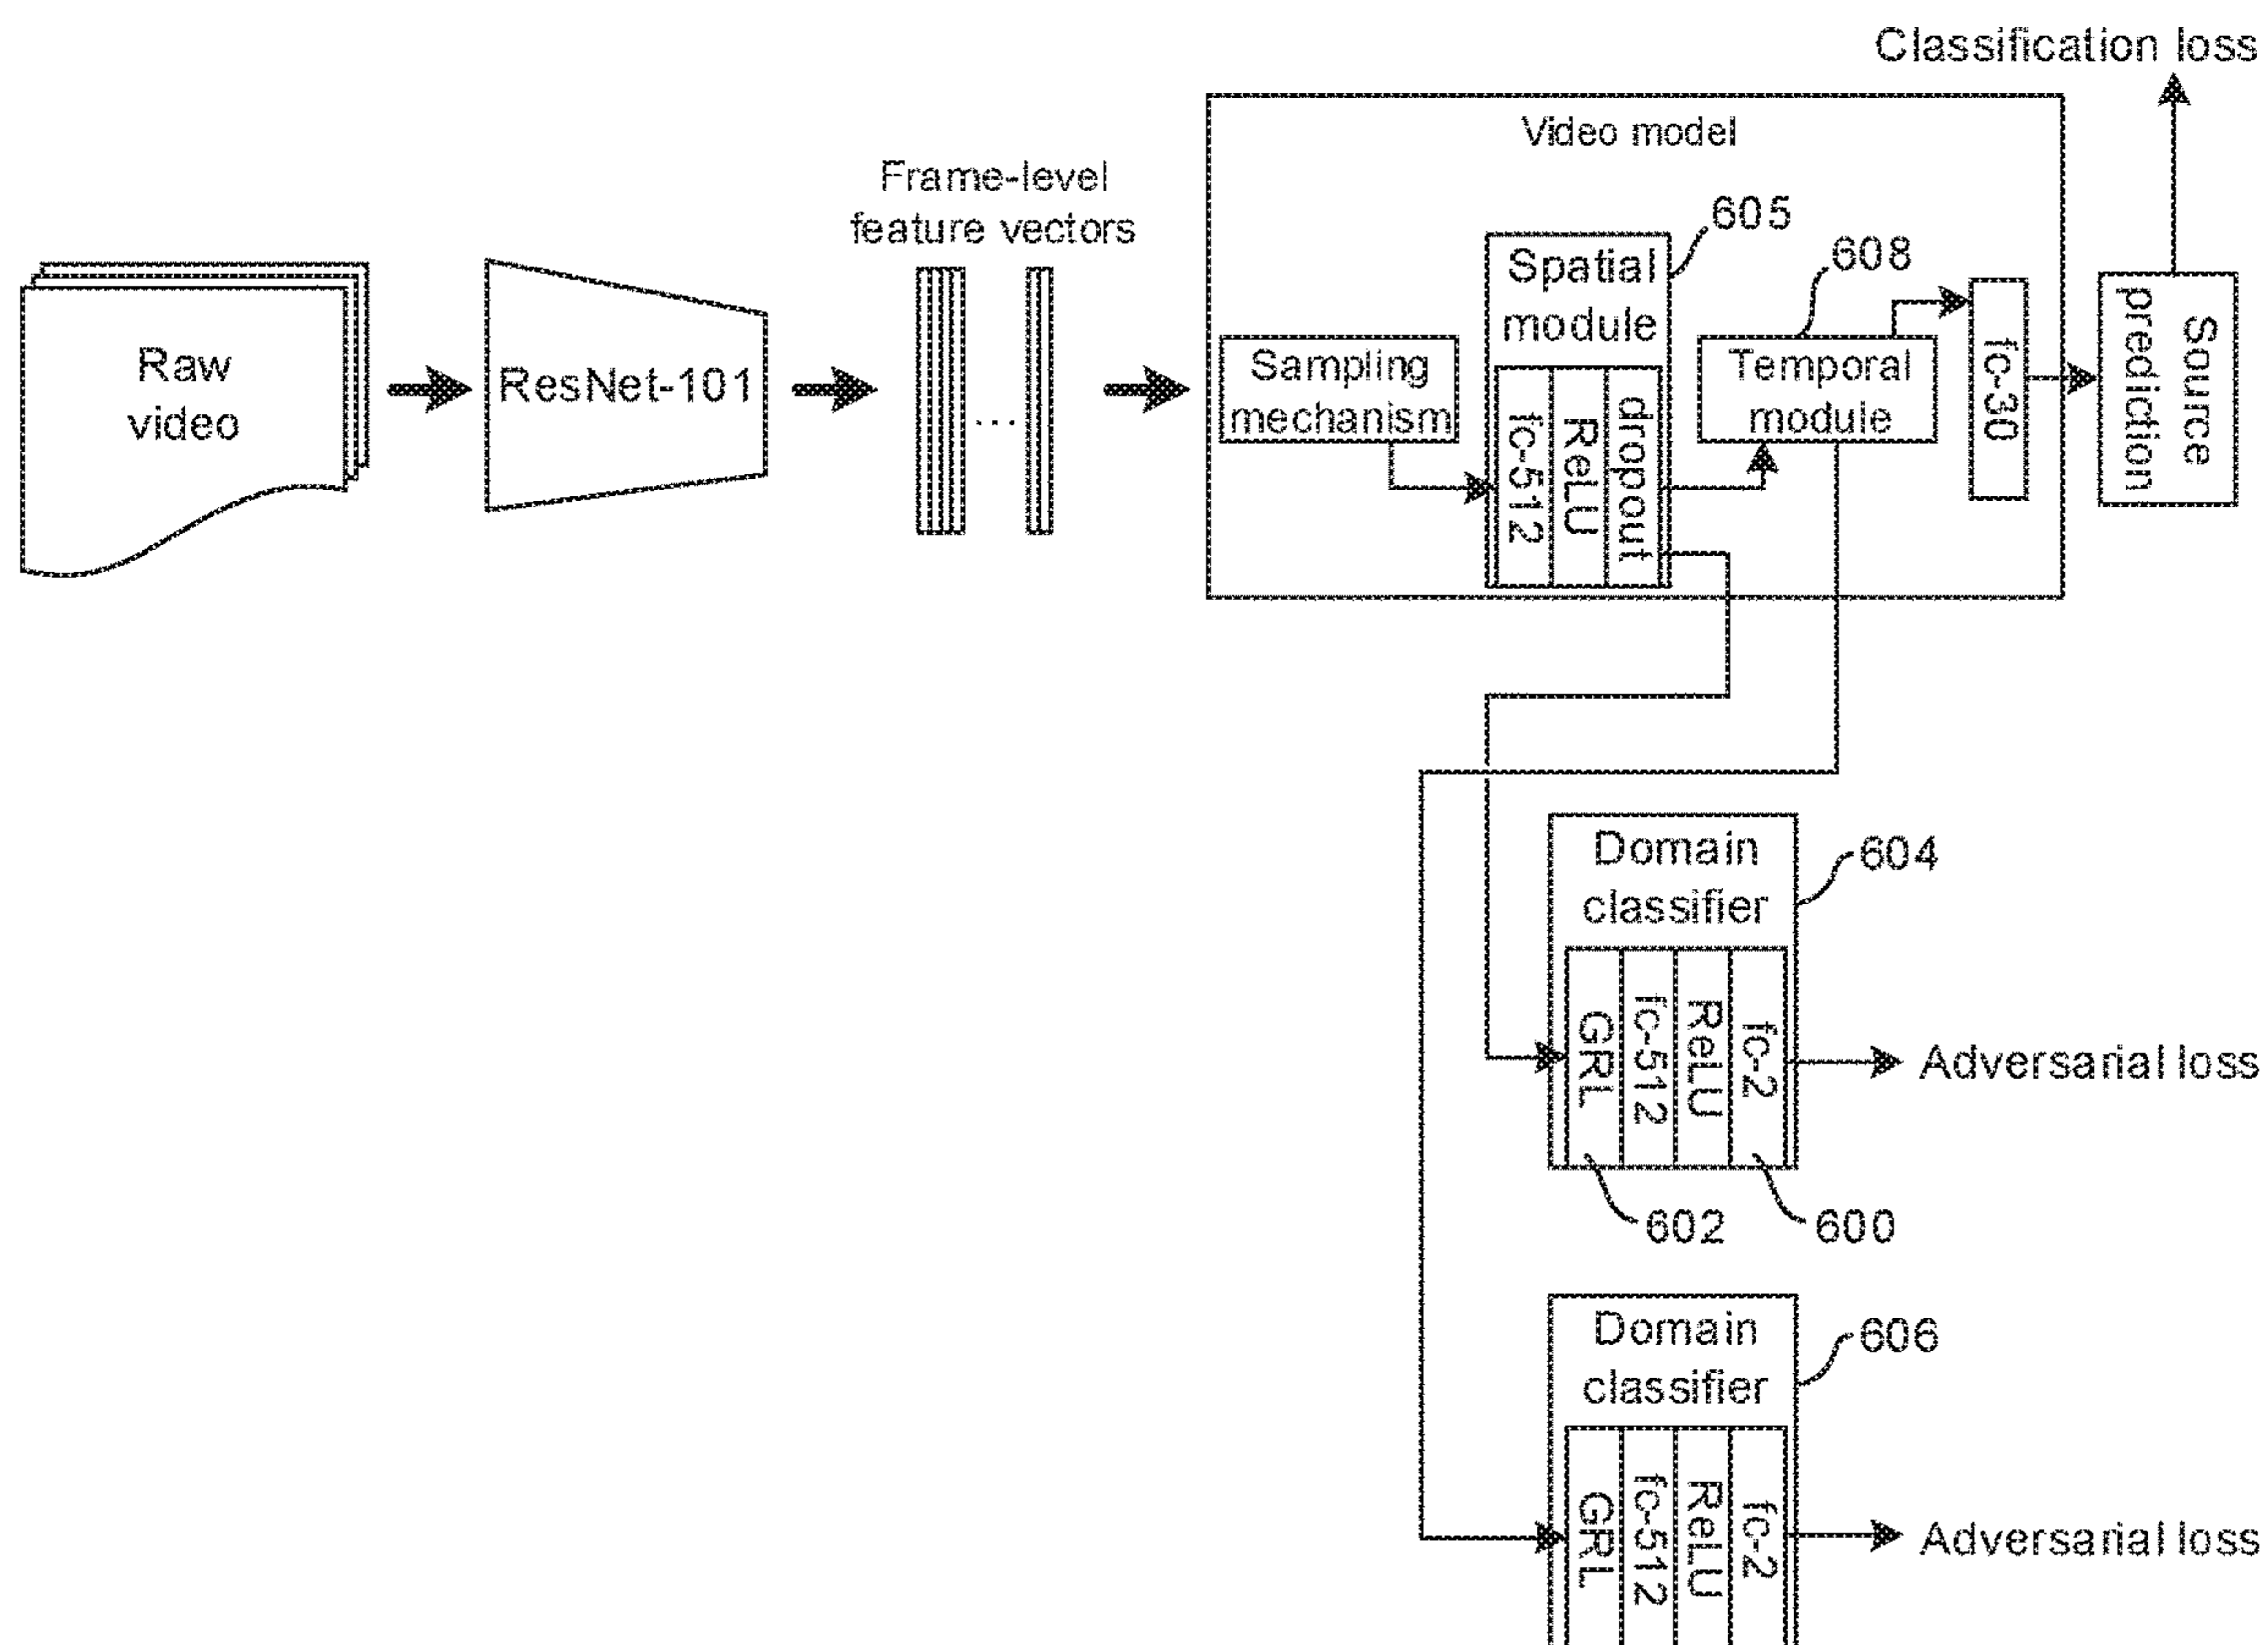 Classification loss
Video model
Frame-level
feature vectors
605
608
Raw
video
ResNet-101
...
Sampling
mechanism
Spatial
module
fc-512
ReLU
dropout
Temporal
module
fc-30
Source
prediction
Domain
classifier
604
GRL
fc-512
ReLU
fc-2
Adversarial loss
602
600
Domain
classifier
606
GRL
fc-512
ReLU
fc-2
Adversarial loss